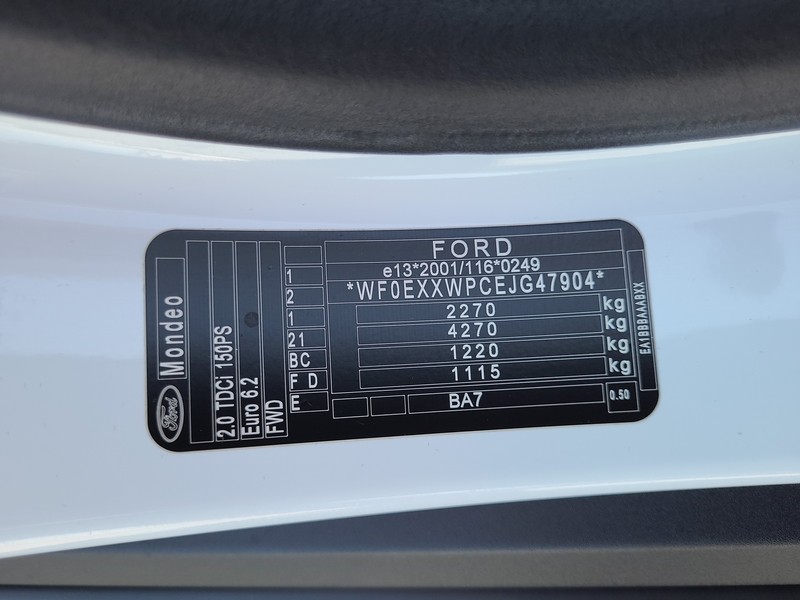 FORD
e13*2001/116*0249
*WF0EXXWPCEJG47904*
2270 kg
4270 kg
1220 kg
1115 kg
BA7
0.50
1
2
1
21
BC
F D
E
Mondeo
Ford
2.0 TDCi 150PS
Euro 6.2
FWD
EA1BBBAAABXX